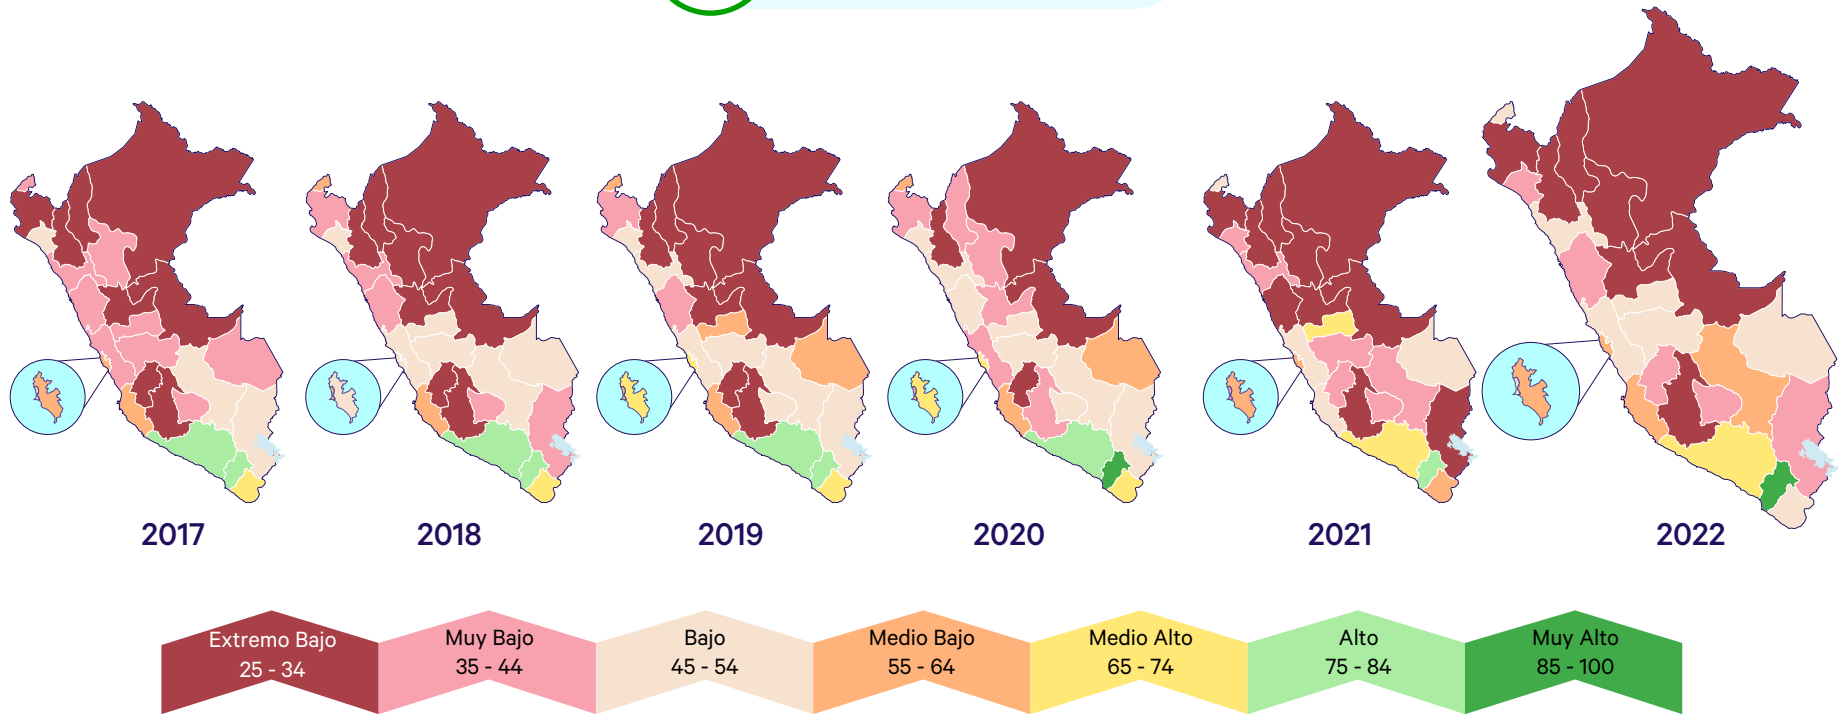 2017
2018
2019
2020
2021
2022
Extremo Bajo
25 - 34
Muy Bajo
35 - 44
Bajo
45 - 54
Medio Bajo
55 - 64
Medio Alto
65 - 74
Alto
75 - 84
Muy Alto
85 - 100